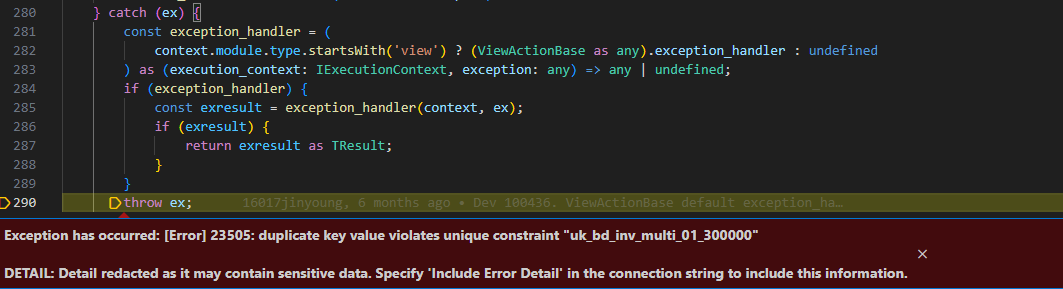 280 } catch (ex) {
281 const exception_handler = (
282 context.module.type.startsWith('view') ? (ViewActionBase as any).exception_handler : undefined
283 ) as (execution_context: IExecutionContext, exception: any) => any | undefined;
284 if (exception_handler) {
285 const exresult = exception_handler(context, ex);
286 if (exresult) {
287 return exresult as TResult;
288 }
289 }
290 throw ex; 16017jinyoung, 6 months ago • Dev 100436. ViewActionBase default exception_ha…
Exception has occurred: [Error] 23505: duplicate key value violates unique constraint "uk_bd_inv_multi_01_300000"
DETAIL: Detail redacted as it may contain sensitive data. Specify 'Include Error Detail' in the connection string to include this information.